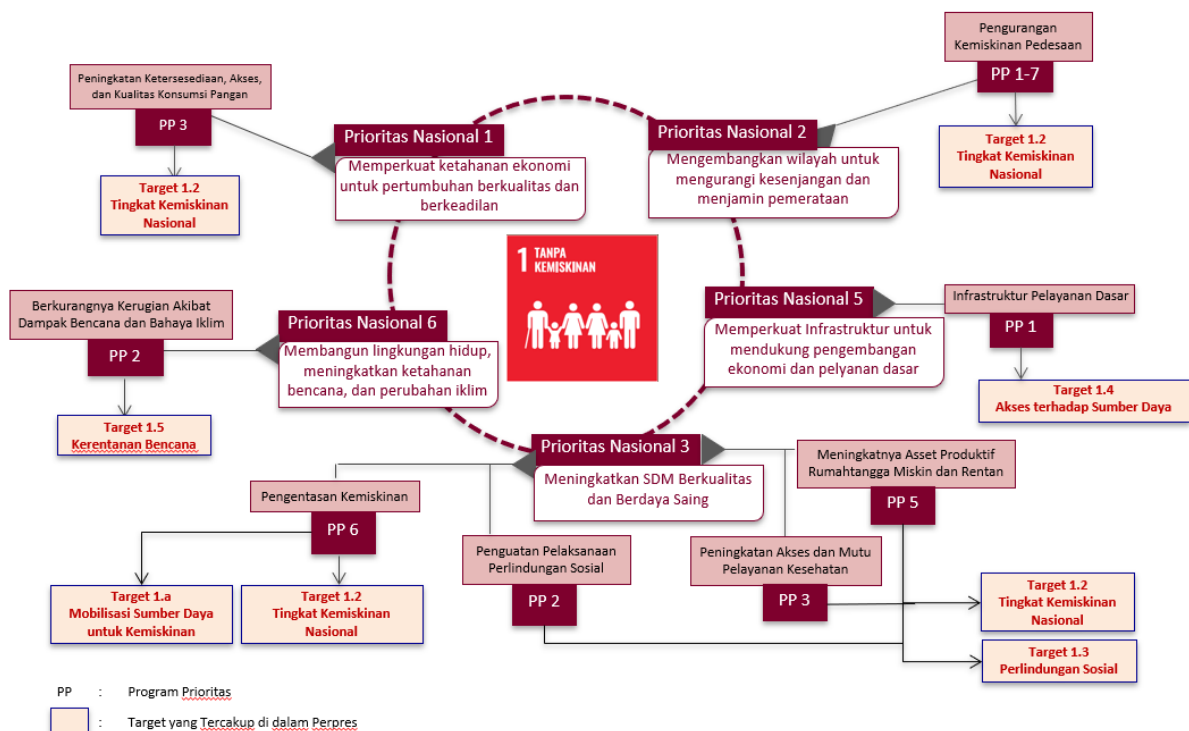 Pengurangan
Kemiskinan Pedesaan
PP 1-7
Target 1.2
Tingkat Kemiskinan
Nasional
Peningkatan Ketersesediaan, Akses,
dan Kualitas Konsumsi Pangan
PP 3
Target 1.2
Tingkat Kemiskinan
Nasional
Prioritas Nasional 1
Memperkuat ketahanan ekonomi
untuk pertumbuhan berkualitas dan
berkeadilan
Prioritas Nasional 2
Mengembangkan wilayah untuk
mengurangi kesenjangan dan
menjamin pemerataan
1 TANPA
KEMISKINAN
Berkurangnya Kerugian Akibat
Dampak Bencana dan Bahaya Iklim
PP 2
Target 1.5
Kerentanan Bencana
Prioritas Nasional 6
Membangun lingkungan hidup,
meningkatkan ketahanan
bencana, dan perubahan iklim
Prioritas Nasional 5
Memperkuat Infrastruktur untuk
mendukung pengembangan
ekonomi dan pelyanan dasar
Infrastruktur Pelayanan Dasar
PP 1
Target 1.4
Akses terhadap Sumber Daya
Prioritas Nasional 3
Meningkatkan SDM Berkualitas
dan Berdaya Saing
Pengentasan Kemiskinan
PP 6
Target 1.a
Mobilisasi Sumber Daya
untuk Kemiskinan
Target 1.2
Tingkat Kemiskinan
Nasional
Penguatan Pelaksanaan
Perlindungan Sosial
PP 2
Peningkatan Akses dan Mutu
Pelayanan Kesehatan
PP 3
Meningkatnya Asset Produktif
Rumahtangga Miskin dan Rentan
PP 5
Target 1.2
Tingkat Kemiskinan
Nasional
Target 1.3
Perlindungan Sosial
PP : Program Prioritas
: Target yang Tercakup di dalam Perpres